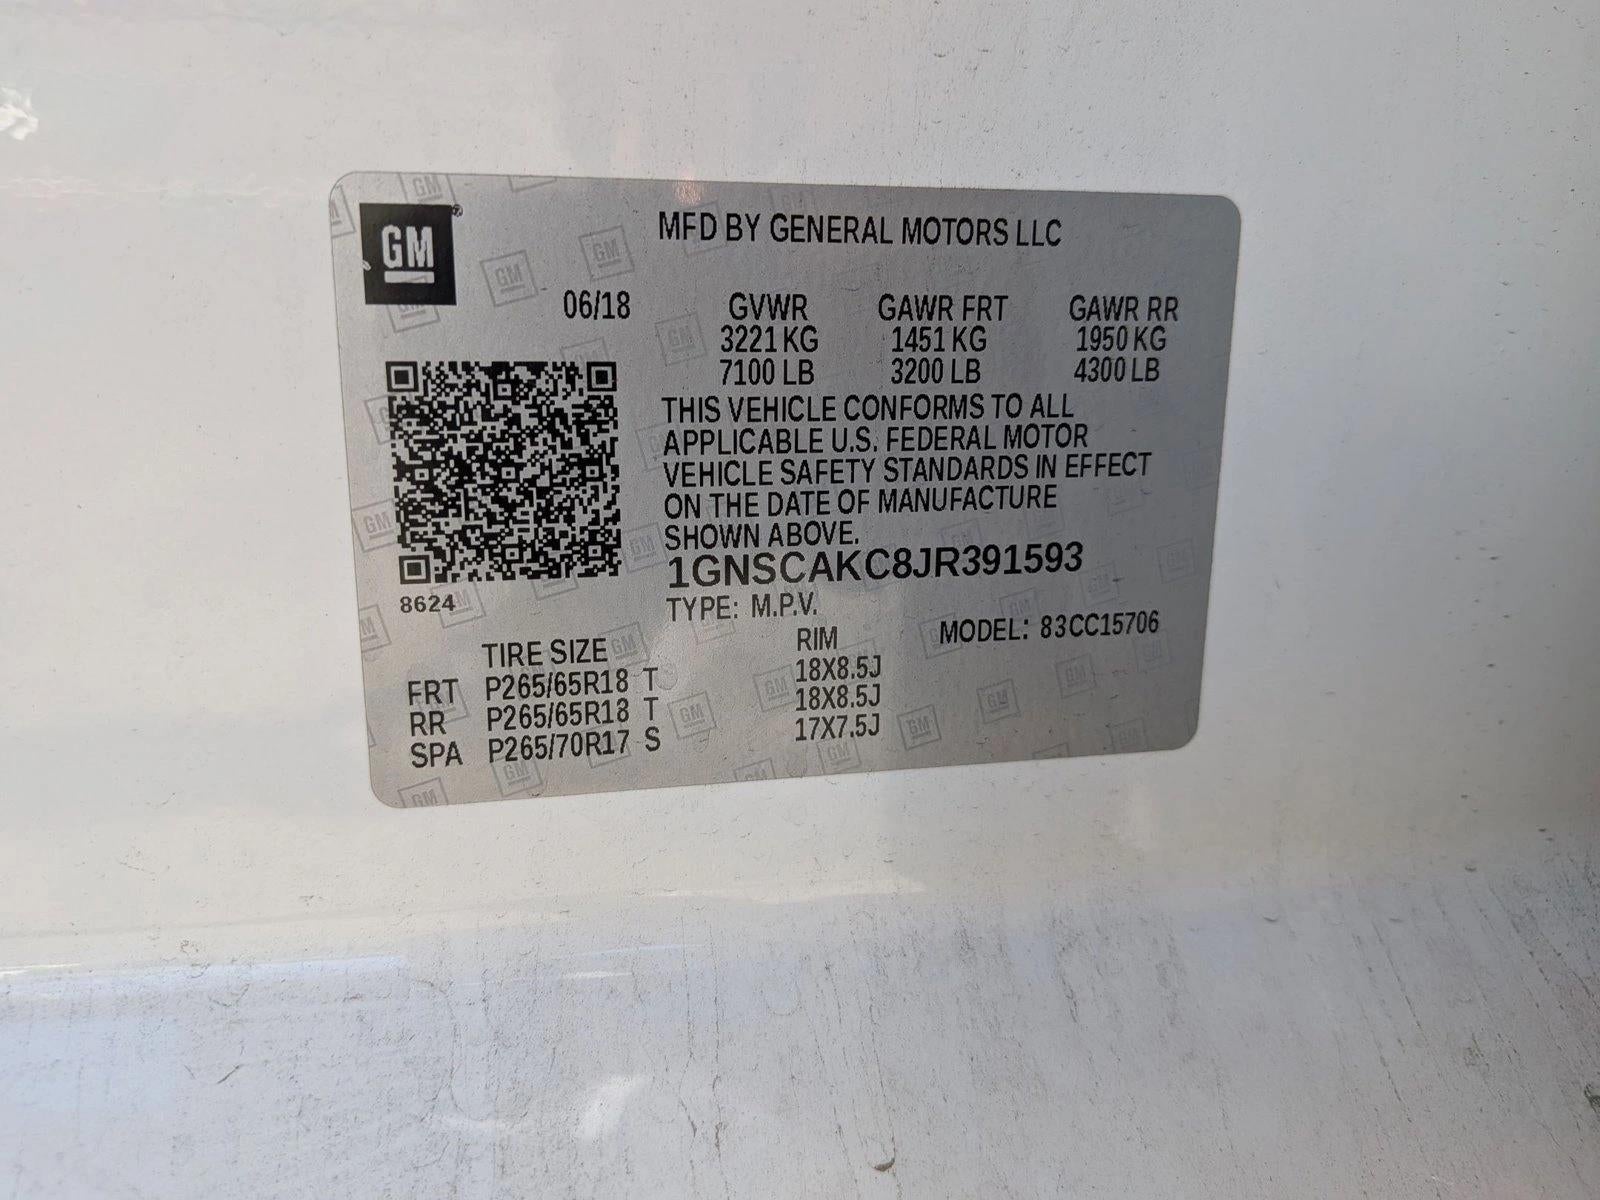 GM
MFD BY GENERAL MOTORS LLC
06/18 GVWR GAWR FRT GAWR RR
3221 KG 1451 KG 1950 KG
7100 LB 3200 LB 4300 LB
THIS VEHICLE CONFORMS TO ALL
APPLICABLE U.S. FEDERAL MOTOR
VEHICLE SAFETY STANDARDS IN EFFECT
ON THE DATE OF MANUFACTURE
SHOWN ABOVE.
1GNSCAKC8JR391593
8624
TYPE: M.P.V. MODEL: 83CC15706
TIRE SIZE RIM
FRT P265/65R18 T 18X8.5J
RR P265/65R18 T 18X8.5J
SPA P265/70R17 S 17X7.5J